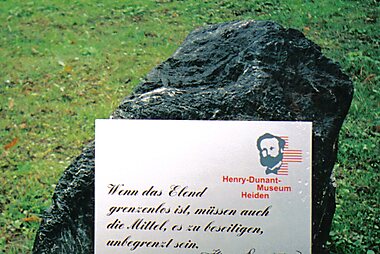 Henry-Dunant-
Museum
Heiden
Wenn das Elend
grenzenlos ist, müssen auch
die Mittel, es zu beseitigen,
unbegrenzt sein.